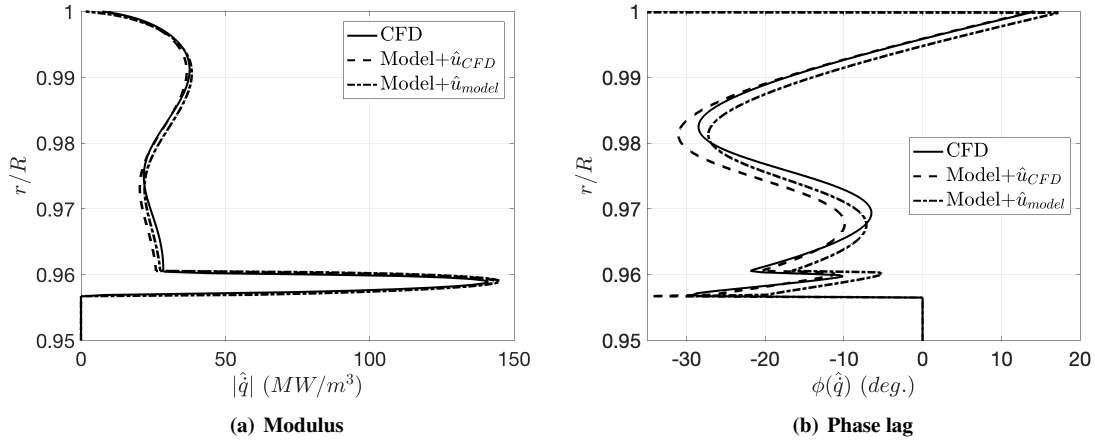 1
0.99
0.98
0.97
0.96
0.95
r/R
0
50
100
150
|q̂̇| (MW/m³)
CFD
Model+û_CFD
Model+û_model
(a) Modulus
1
0.99
0.98
0.97
0.96
0.95
r/R
-30
-20
-10
0
10
20
ϕ(q̂̇) (deg.)
CFD
Model+û_CFD
Model+û_model
(b) Phase lag